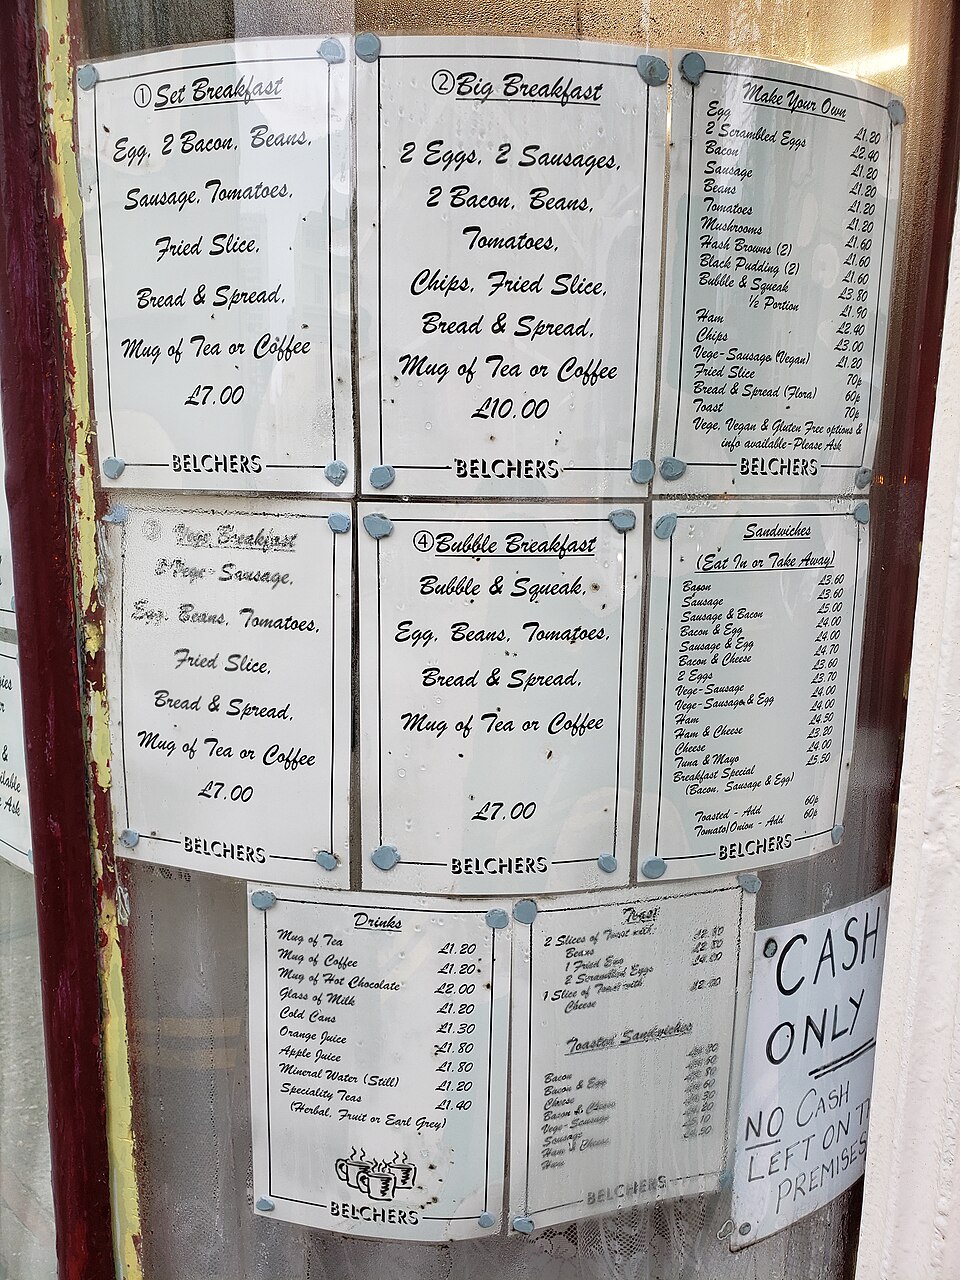 ① Set Breakfast
Egg, 2 Bacon, Beans,
Sausage, Tomatoes,
Fried Slice,
Bread & Spread,
Mug of Tea or Coffee
£7.00
BELCHERS
② Big Breakfast
2 Eggs, 2 Sausages,
2 Bacon, Beans,
Tomatoes,
Chips, Fried Slice,
Bread & Spread,
Mug of Tea or Coffee
£10.00
BELCHERS
Make Your Own
Egg £1.20
2 Scrambled Eggs £2.40
Bacon £1.20
Sausage £1.20
Beans £1.20
Tomatoes £1.20
Mushrooms £1.60
Hash Browns (2) £1.60
Black Pudding (2) £1.60
Bubble & Squeak £3.80
½ Portion £1.90
Ham £2.40
Chips £3.00
Vege-Sausage (Vegan) £1.20
Fried Slice 70p
Bread & Spread (Flora) 60p
Toast 70p
Vege, Vegan & Gluten Free options &
info available-Please Ask
BELCHERS
Vege Breakfast
Vege-Sausage,
Egg, Beans, Tomatoes,
Fried Slice,
Bread & Spread,
Mug of Tea or Coffee
£7.00
BELCHERS
④ Bubble Breakfast
Bubble & Squeak,
Egg, Beans, Tomatoes,
Bread & Spread,
Mug of Tea or Coffee
£7.00
BELCHERS
Sandwiches
(Eat In or Take Away)
Bacon £3.60
Sausage £3.60
Sausage & Bacon £5.00
Bacon & Egg £4.00
Sausage & Egg £4.00
Bacon & Cheese £4.70
2 Eggs £3.60
Vege-Sausage £3.70
Vege-Sausage & Egg £4.00
Ham £4.00
Ham & Cheese £4.50
Cheese £3.20
Tuna & Mayo £4.00
Breakfast Special £5.50
(Bacon, Sausage & Egg)
Toasted - Add 60p
Tomato/Onion - Add 60p
BELCHERS
Drinks
Mug of Tea £1.20
Mug of Coffee £1.20
Mug of Hot Chocolate £2.00
Glass of Milk £1.20
Cold Cans £1.30
Orange Juice £1.80
Apple Juice £1.80
Mineral Water (Still) £1.20
Speciality Teas £1.40
(Herbal, Fruit or Earl Grey)
BELCHERS
Toast
2 Slices of Toast with
Beans
1 Fried Egg
2 Scrambled Eggs
1 Slice of Toast with
Cheese
Toasted Sandwiches
Bacon
Bacon & Egg
Cheese
Bacon & Cheese
Vege-Sausage
Sausage
Ham & Cheese
Ham
BELCHERS
CASH
ONLY
NO CASH
LEFT ON
PREMISES